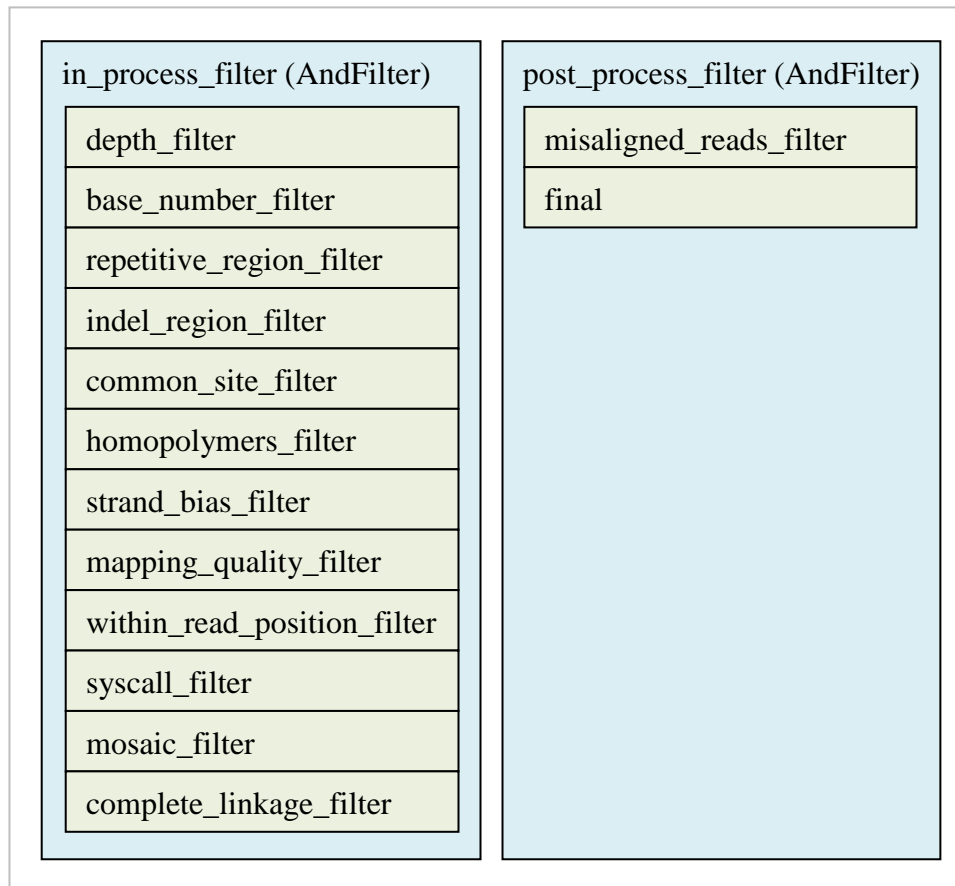 in_process_filter (AndFilter)
depth_filter
base_number_filter
repetitive_region_filter
indel_region_filter
common_site_filter
homopolymers_filter
strand_bias_filter
mapping_quality_filter
within_read_position_filter
syscall_filter
mosaic_filter
complete_linkage_filter
post_process_filter (AndFilter)
misaligned_reads_filter
final